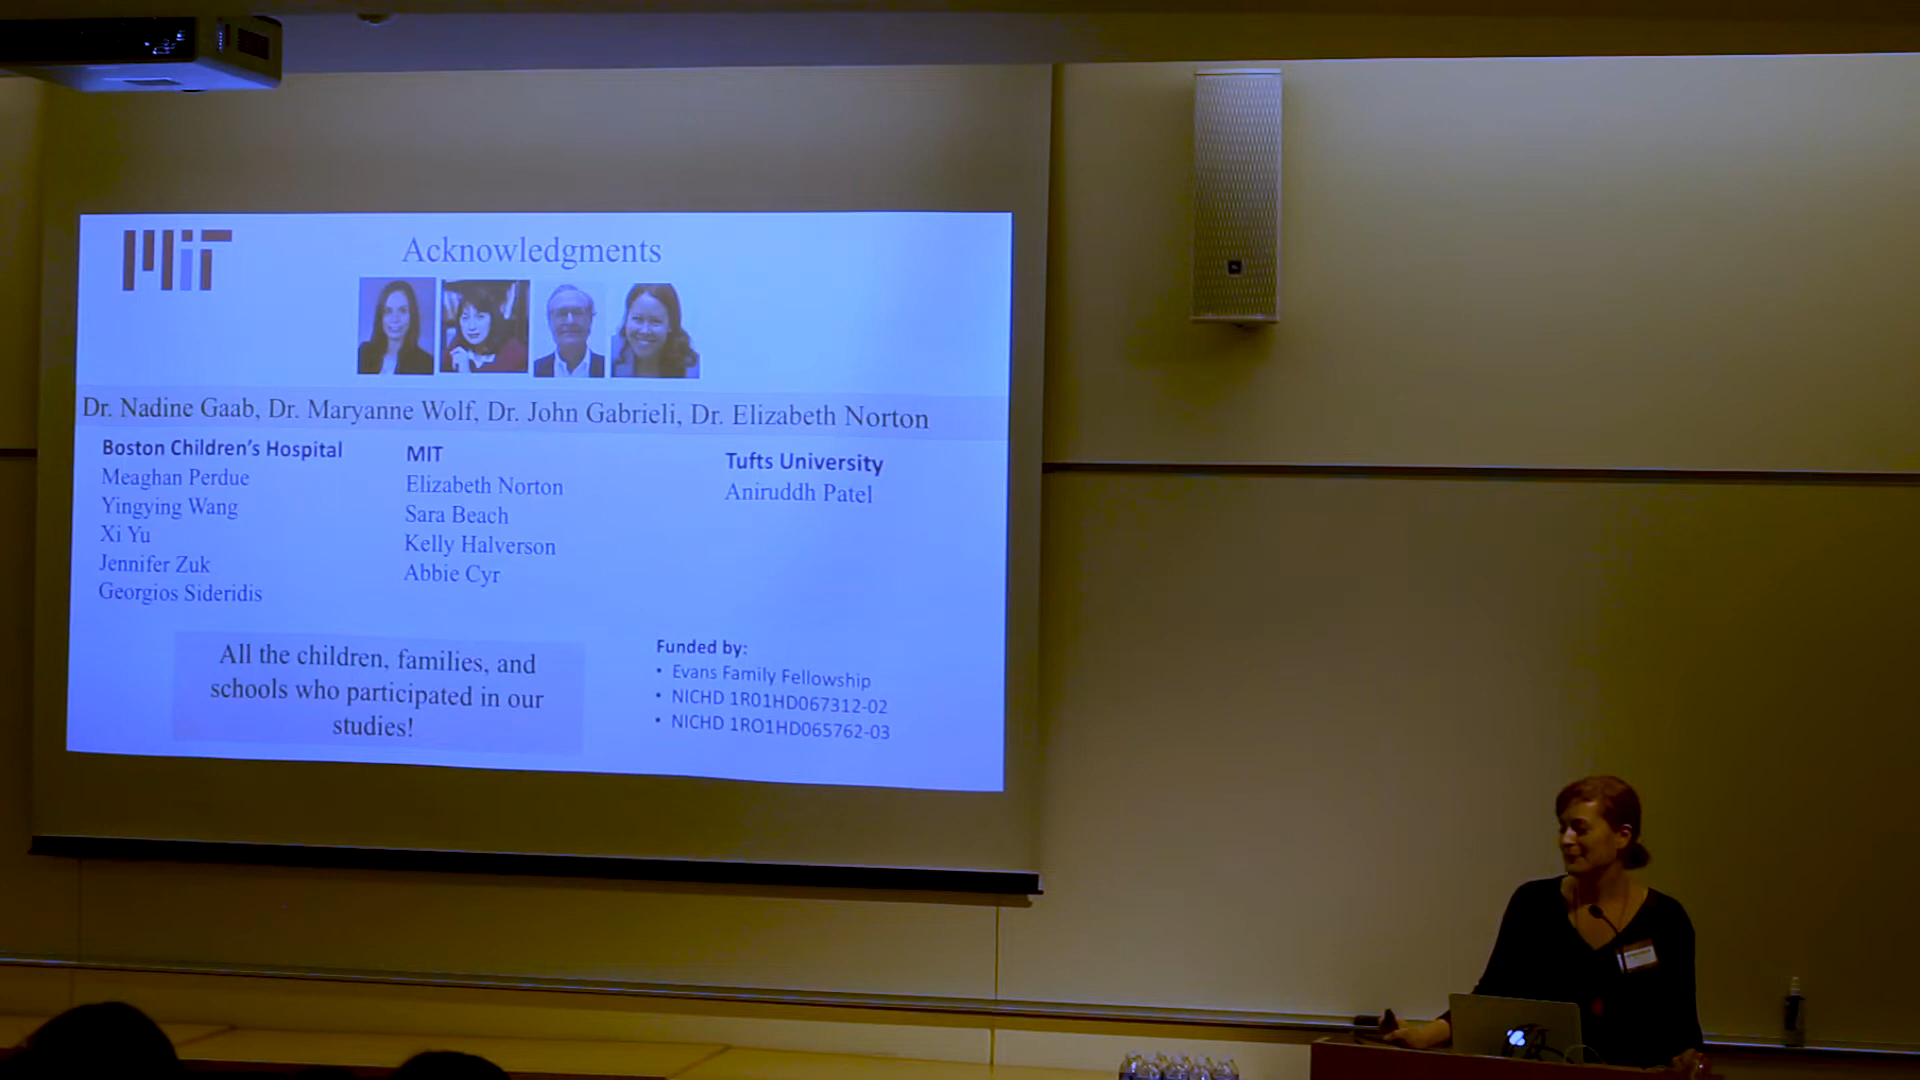 MIT
Acknowledgments
Dr. Nadine Gaab, Dr. Maryanne Wolf, Dr. John Gabrieli, Dr. Elizabeth Norton
Boston Children's Hospital
Meaghan Perdue
Yingying Wang
Xi Yu
Jennifer Zuk
Georgios Sideridis
MIT
Elizabeth Norton
Sara Beach
Kelly Halverson
Abbie Cyr
Tufts University
Aniruddh Patel
All the children, families, and
schools who participated in our
studies!
Funded by:
• Evans Family Fellowship
• NICHD 1R01HD067312-02
• NICHD 1RO1HD065762-03